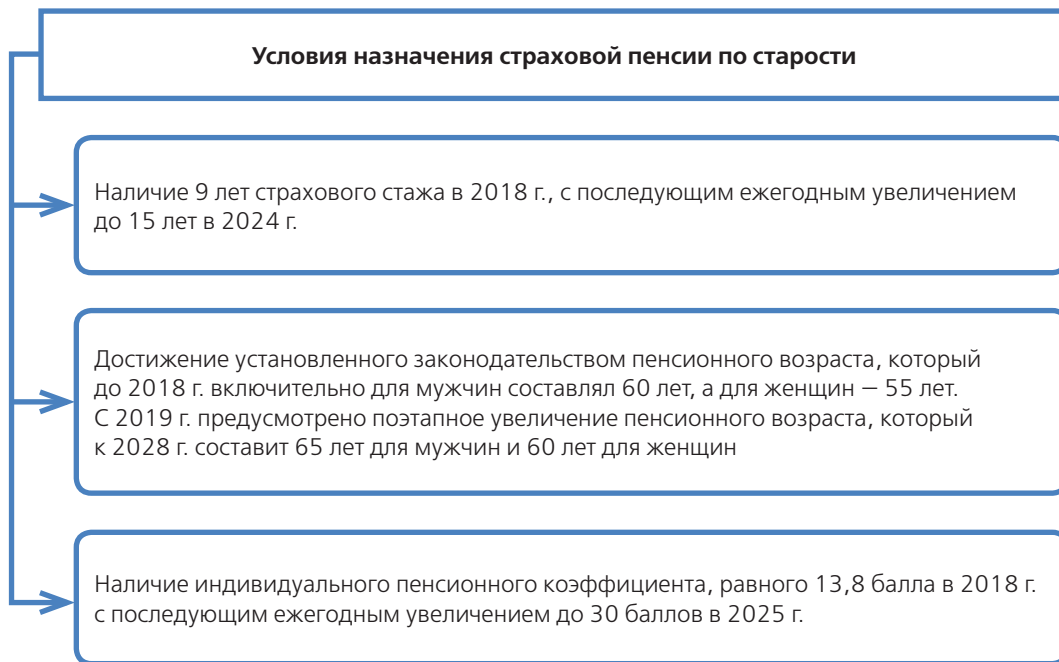 Условия назначения страховой пенсии по старости
Наличие 9 лет страхового стажа в 2018 г., с последующим ежегодным увеличением
до 15 лет в 2024 г.
Достижение установленного законодательством пенсионного возраста, который
до 2018 г. включительно для мужчин составлял 60 лет, а для женщин — 55 лет.
С 2019 г. предусмотрено поэтапное увеличение пенсионного возраста, который
к 2028 г. составит 65 лет для мужчин и 60 лет для женщин
Наличие индивидуального пенсионного коэффициента, равного 13,8 балла в 2018 г.
с последующим ежегодным увеличением до 30 баллов в 2025 г.